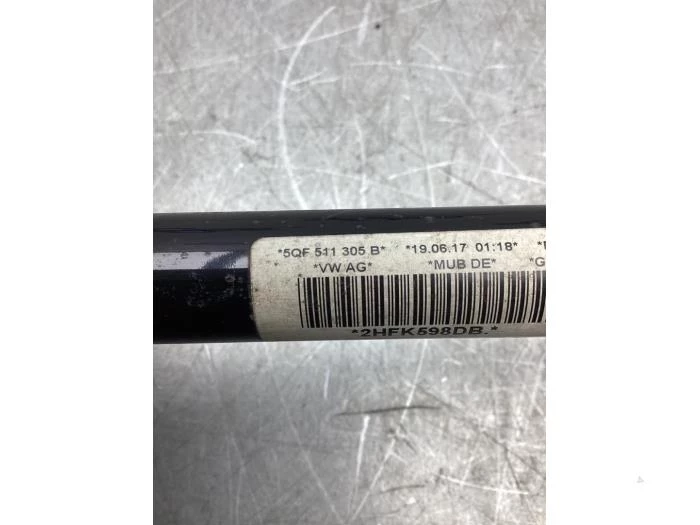 *5QF 511 305 B* *19.06.17 01:18*
*VW AG* *MUB DE* *G
*2HFK598DB.*